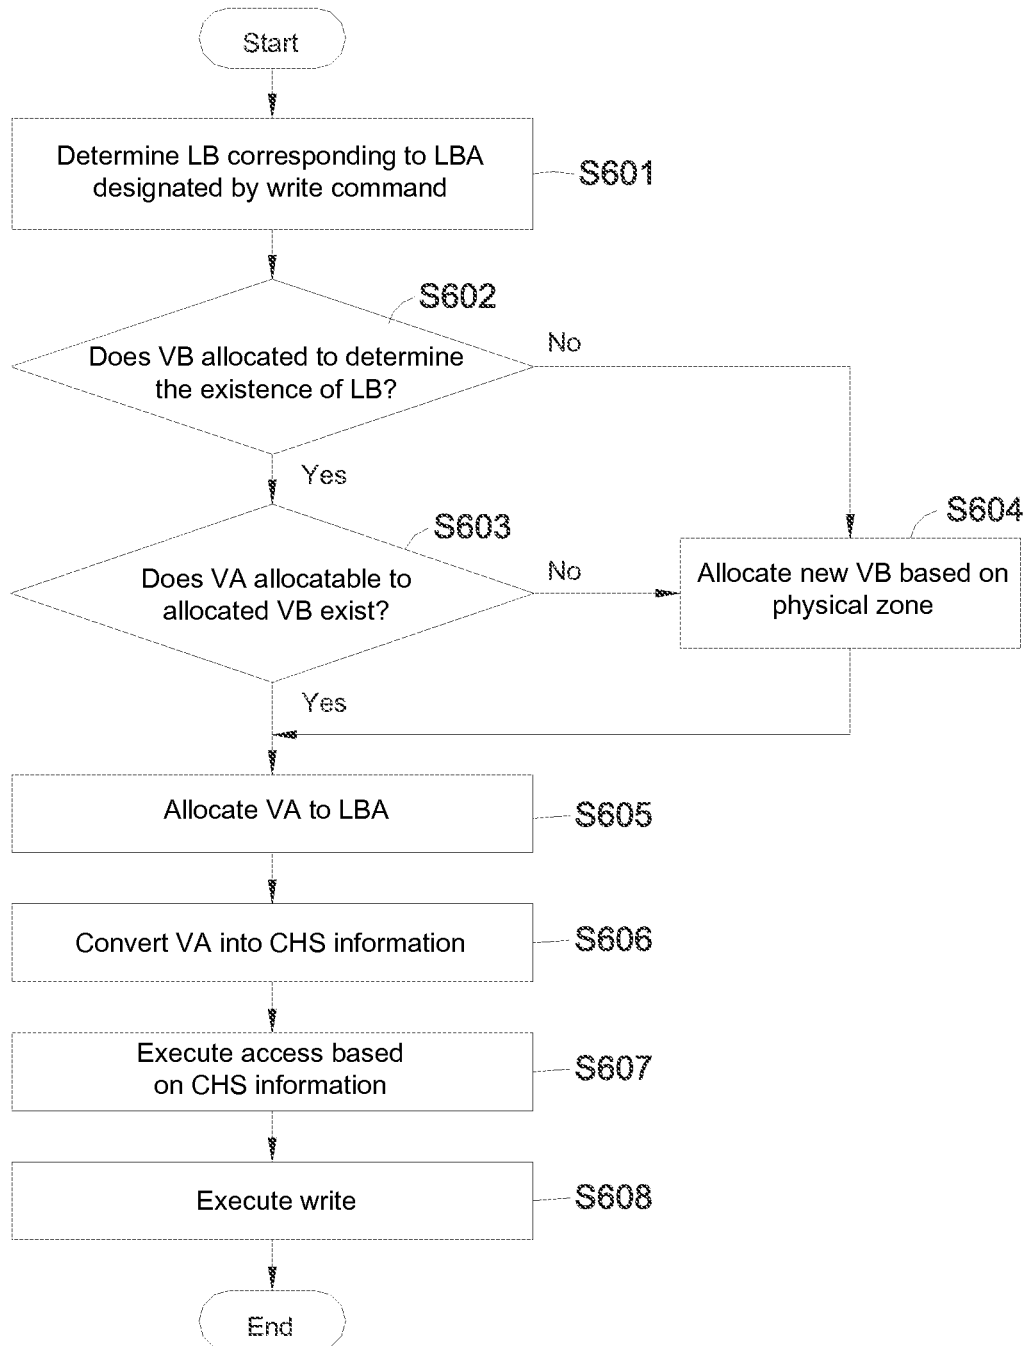 Start
Determine LB corresponding to LBA
designated by write command
S601
S602
Does VB allocated to determine
the existence of LB?
No
Yes
S603
Does VA allocatable to
allocated VB exist?
No
S604
Allocate new VB based on
physical zone
Yes
Allocate VA to LBA
S605
Convert VA into CHS information
S606
Execute access based
on CHS information
S607
Execute write
S608
End